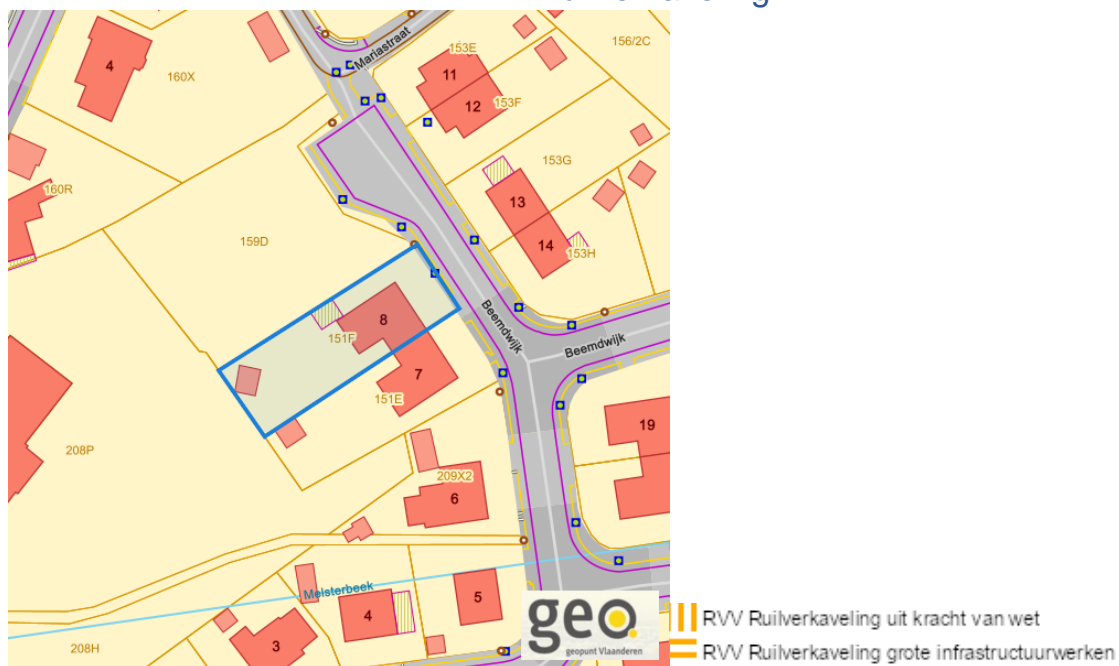 Mariastraat
153E
156/2C
4
160X
11
12
153F
153G
160R
13
159D
14
153H
Beemdwijk
8
151F
Beemdwijk
7
151E
19
208P
209X2
6
Meisterbeek
5
4
3
208H
geo.
geopunt Vlaanderen
RVV Ruilverkaveling uit kracht van wet
RVV Ruilverkaveling grote infrastructuurwerken